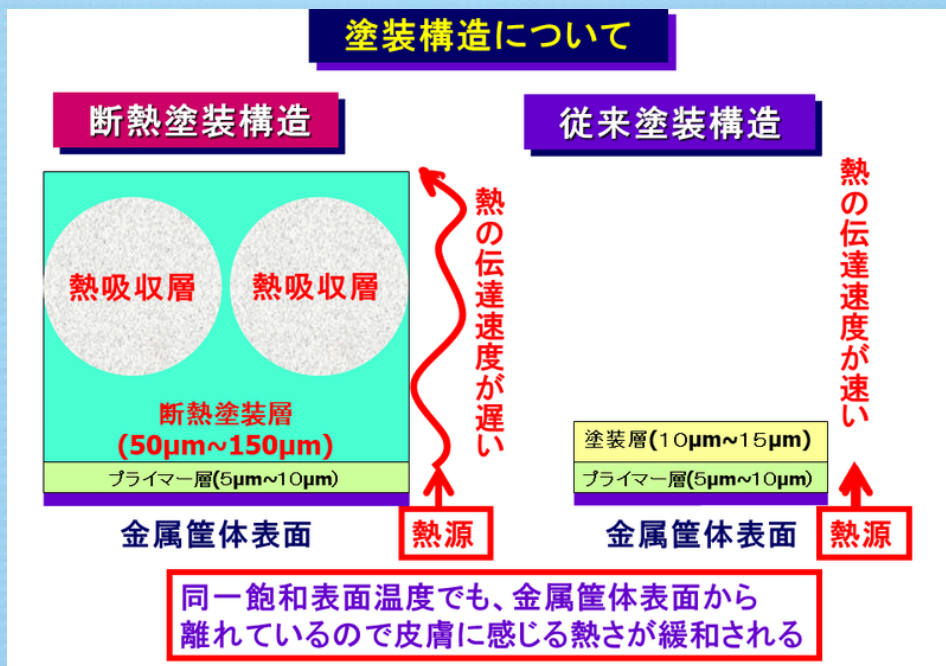 塗装構造について
断熱塗装構造
従来塗装構造
熱吸収層
熱吸収層
断熱塗装層
(50μm~150μm)
プライマー層(5μm~10μm)
金属筐体表面
熱源
熱の伝達速度が遅い
塗装層(10μm~15μm)
プライマー層(5μm~10μm)
金属筐体表面
熱源
熱の伝達速度が速い
同一飽和表面温度でも、金属筐体表面から
離れているので皮膚に感じる熱さが緩和される